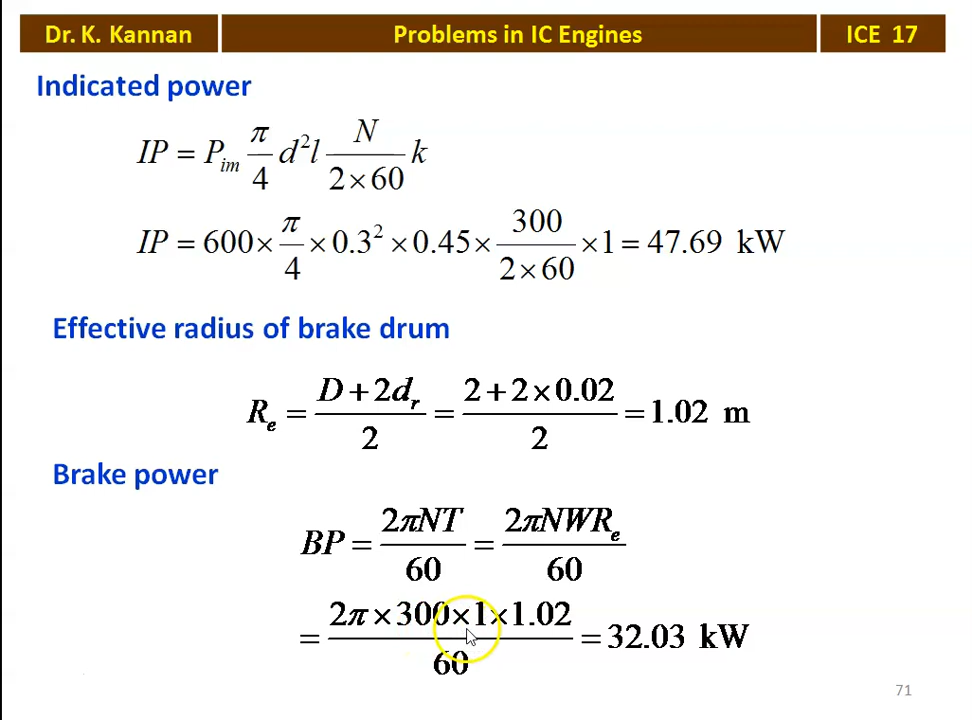 Dr. K. Kannan Problems in IC Engines ICE 17
Indicated power
IP = P_im π/4 d² l N/(2×60) k
IP = 600 × π/4 × 0.3² × 0.45 × 300/(2×60) × 1 = 47.69 kW
Effective radius of brake drum
R_e = (D + 2d_r)/2 = (2 + 2 × 0.02)/2 = 1.02 m
Brake power
BP = 2πNT/60 = 2πNWR_e/60
= (2π × 300 × 1 × 1.02)/60 = 32.03 kW
71